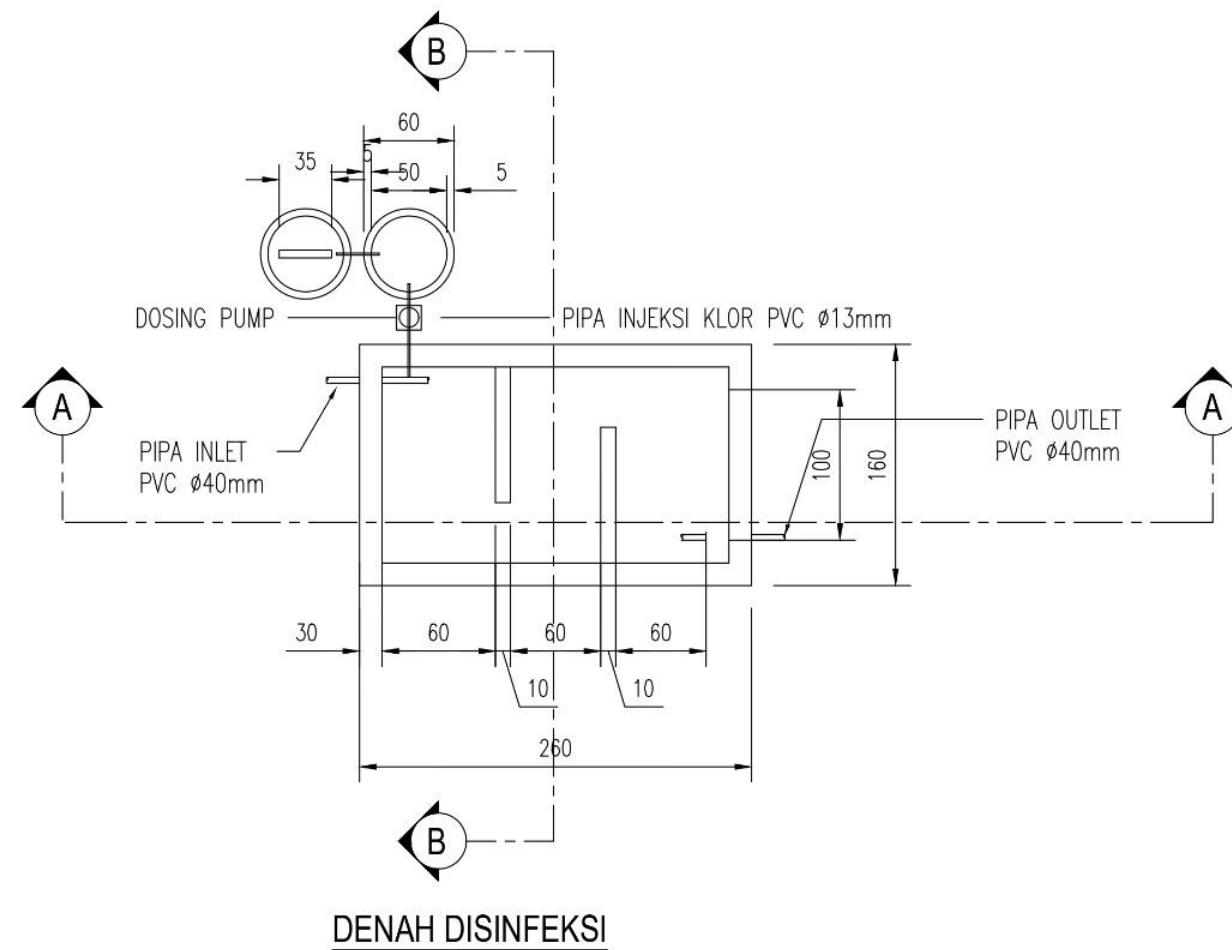 B
60
35
5
50
5
DOSING PUMP
PIPA INJEKSI KLOR PVC ø13mm
A
A
PIPA INLET
PVC ø40mm
PIPA OUTLET
PVC ø40mm
100
160
30
60
60
60
10
10
260
B
DENAH DISINFEKSI